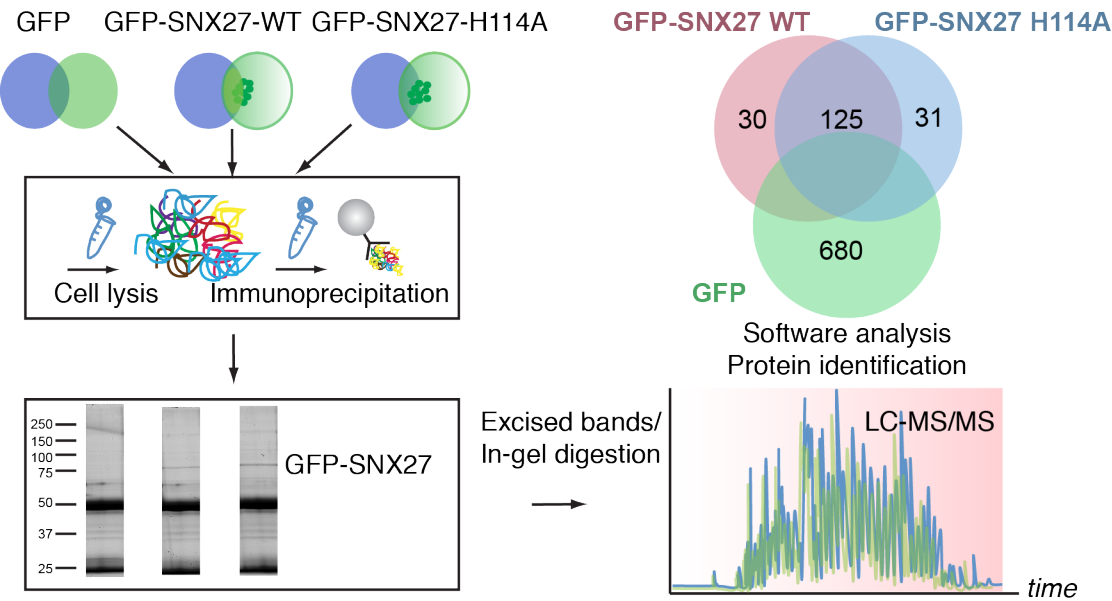 GFP
GFP-SNX27-WT
GFP-SNX27-H114A
Cell lysis
Immunoprecipitation
250
150
100
75
50
37
25
GFP-SNX27
Excised bands/
In-gel digestion
GFP-SNX27 WT
GFP-SNX27 H114A
30
125
31
680
GFP
Software analysis
Protein identification
LC-MS/MS
time